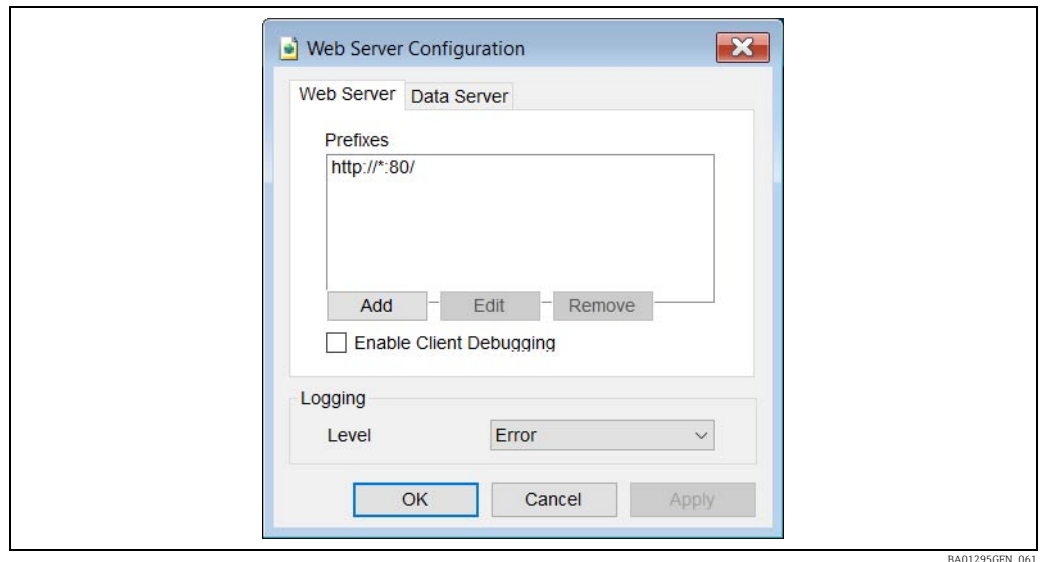 Web Server Configuration
Web Server Data Server
Prefixes
http://*:80/
Add Edit Remove
Enable Client Debugging
Logging
Level Error
OK Cancel Apply
BA01295GEN_061